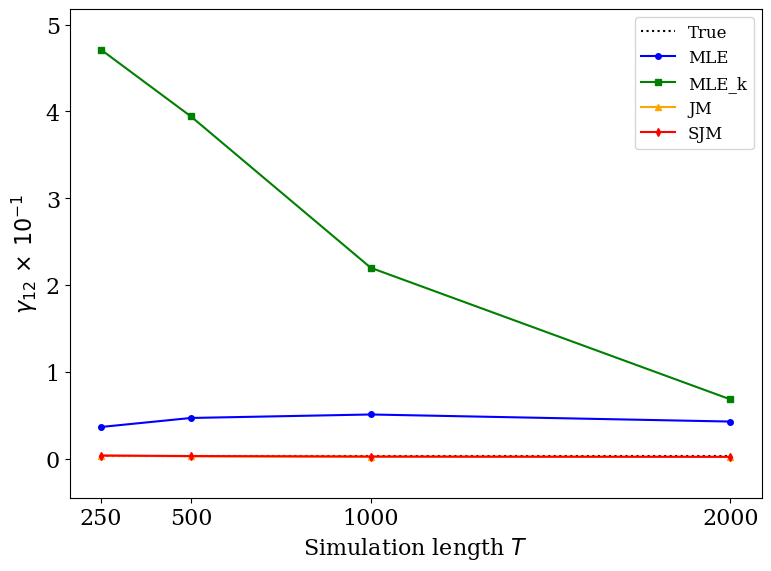 5
4
3
2
1
0
γ₁₂ × 10⁻¹
250
500
1000
2000
Simulation length T
True
MLE
MLE_k
JM
SJM